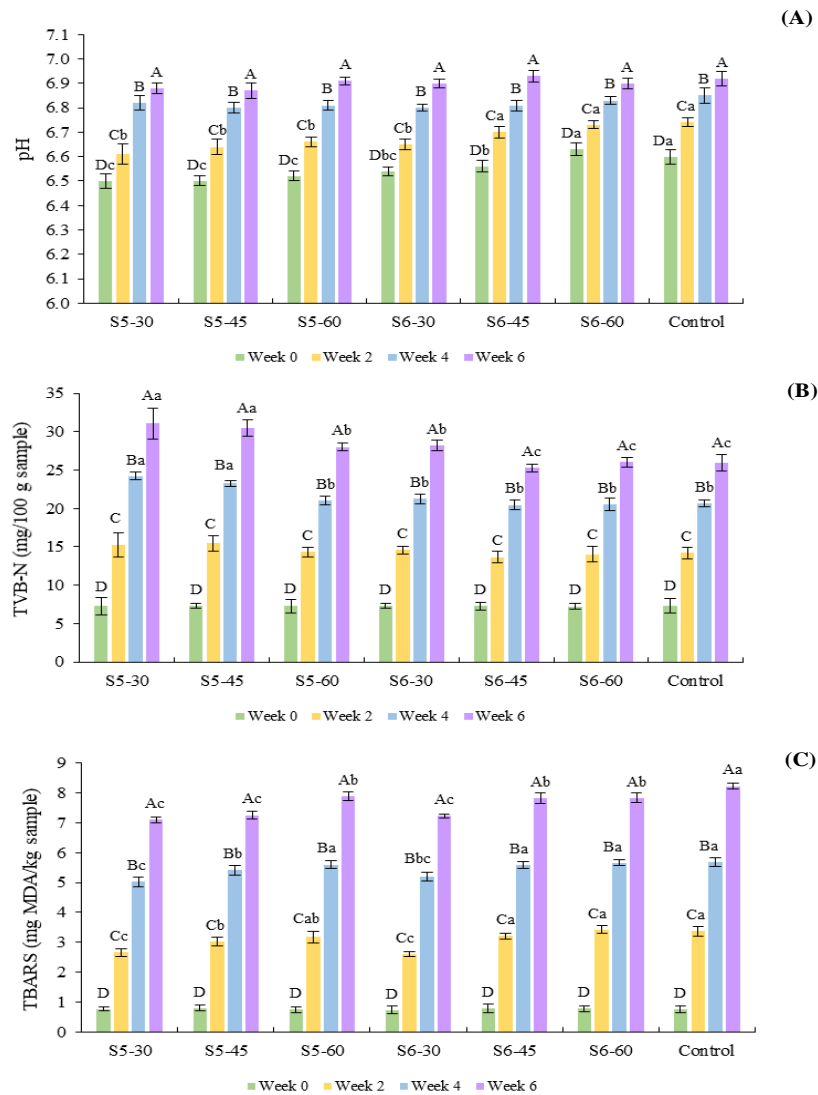 (A)
7.1
7.0
6.9
6.8
6.7
6.6
6.5
6.4
6.3
6.2
6.1
6.0
pH
Dc Cb B A
Dc Cb B A
Dc Cb B A
Dbc Cb B A
Db Ca B A
Da Ca B A
Da Ca B A
S5-30 S5-45 S5-60 S6-30 S6-45 S6-60 Control
Week 0 Week 2 Week 4 Week 6
(B)
35
30
25
20
15
10
5
0
TVB-N (mg/100 g sample)
D C Ba Aa
D C Ba Aa
D C Bb Ab
D C Bb Ab
D C Bb Ac
D C Bb Ac
D C Bb Ac
S5-30 S5-45 S5-60 S6-30 S6-45 S6-60 Control
Week 0 Week 2 Week 4 Week 6
(C)
9
8
7
6
5
4
3
2
1
0
TBARS (mg MDA/kg sample)
D Cc Bc Ac
D Cb Bb Ac
D Cab Ba Ab
D Cc Bbc Ac
D Ca Ba Ab
D Ca Ba Ab
D Ca Ba Aa
S5-30 S5-45 S5-60 S6-30 S6-45 S6-60 Control
Week 0 Week 2 Week 4 Week 6